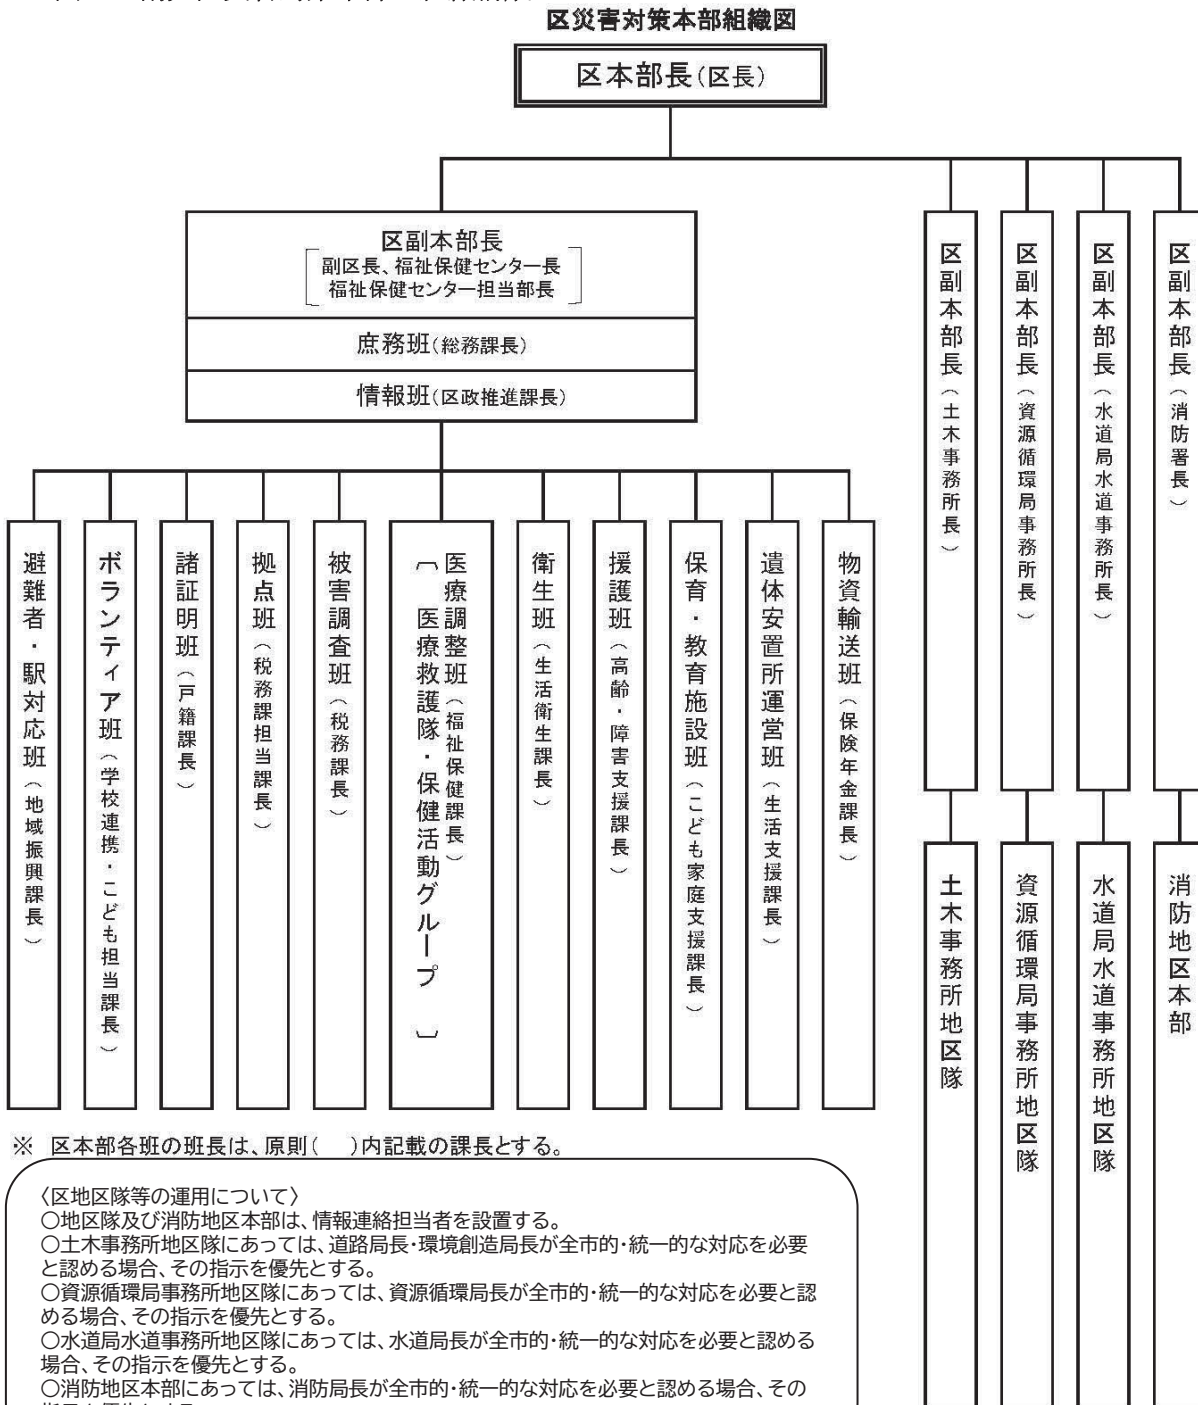 区災害対策本部組織図
区本部長(区長)
区副本部長
副区長、福祉保健センター長
福祉保健センター担当部長
庶務班(総務課長)
情報班(区政推進課長)
避難者・駅対応班(地域振興課長)
ボランティア班(学校連携・こども担当課長)
諸証明班(戸籍課長)
拠点班(税務課担当課長)
被害調査班(税務課長)
医療調整班(福祉保健課長)
〔医療救護隊・保健活動グループ 〕
衛生班(生活衛生課長)
援護班(高齢・障害支援課長)
保育・教育施設班(こども家庭支援課長)
遺体安置所運営班(生活支援課長)
物資輸送班(保険年金課長)
区副本部長(土木事務所長)
区副本部長(資源循環局事務所長)
区副本部長(水道局水道事務所長)
区副本部長(消防署長)
土木事務所地区隊
資源循環局事務所地区隊
水道局水道事務所地区隊
消防地区本部
※ 区本部各班の班長は、原則( )内記載の課長とする。
〈区地区隊等の運用について〉
○地区隊及び消防地区本部は、情報連絡担当者を設置する。
○土木事務所地区隊にあっては、道路局長・環境創造局長が全市的・統一的な対応を必要
と認める場合、その指示を優先とする。
○資源循環局事務所地区隊にあっては、資源循環局長が全市的・統一的な対応を必要と認
める場合、その指示を優先とする。
○水道局水道事務所地区隊にあっては、水道局長が全市的・統一的な対応を必要と認める
場合、その指示を優先とする。
○消防地区本部にあっては、消防局長が全市的・統一的な対応を必要と認める場合、その